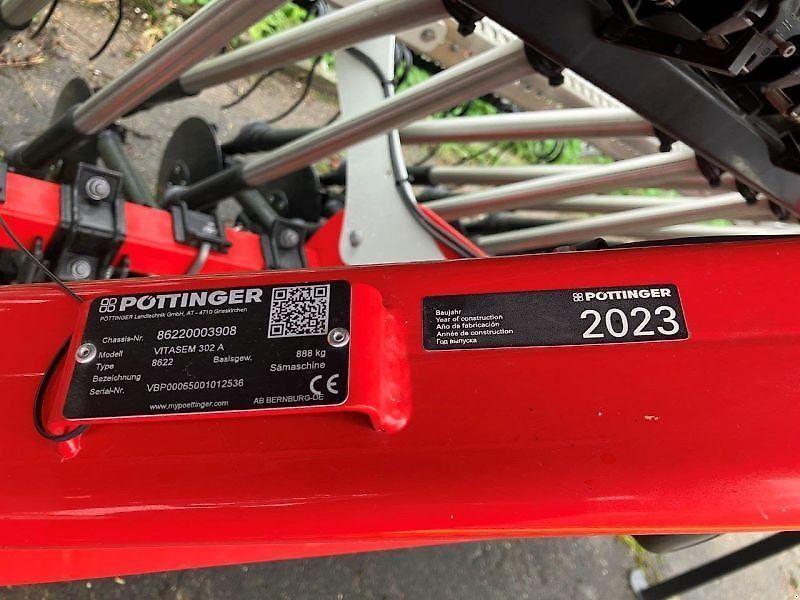 PÖTTINGER
PÖTTINGER Landtechnik GmbH, AT - 4710 Grieskirchen
Chassis-Nr. 86220003908
Modell VITASEM 302 A
Type 8622 Basisgew. 888 kg
Bezeichnung Sämaschine
Serial-Nr. VBP00065001012536
CE
www.mypoettinger.com AB BERNBURG-DE
PÖTTINGER
Baujahr
Year of construction
Año de fabricación
Année de construction
Год выпуска
2023